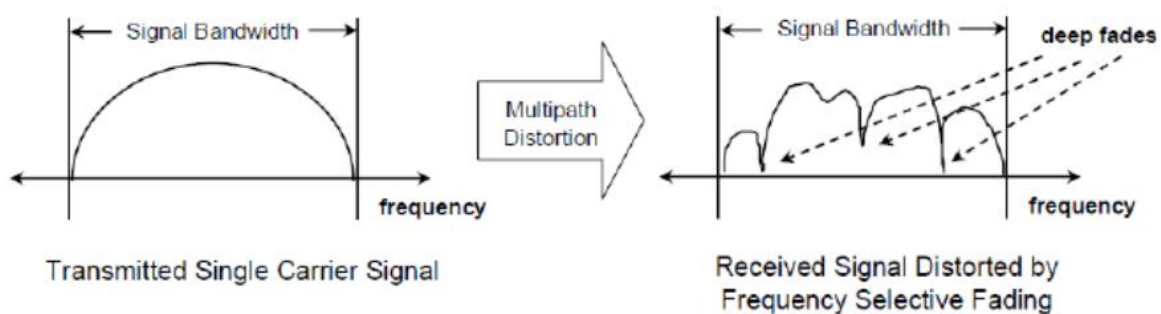 Signal Bandwidth
frequency
Transmitted Single Carrier Signal
Multipath
Distortion
Signal Bandwidth
deep fades
frequency
Received Signal Distorted by
Frequency Selective Fading